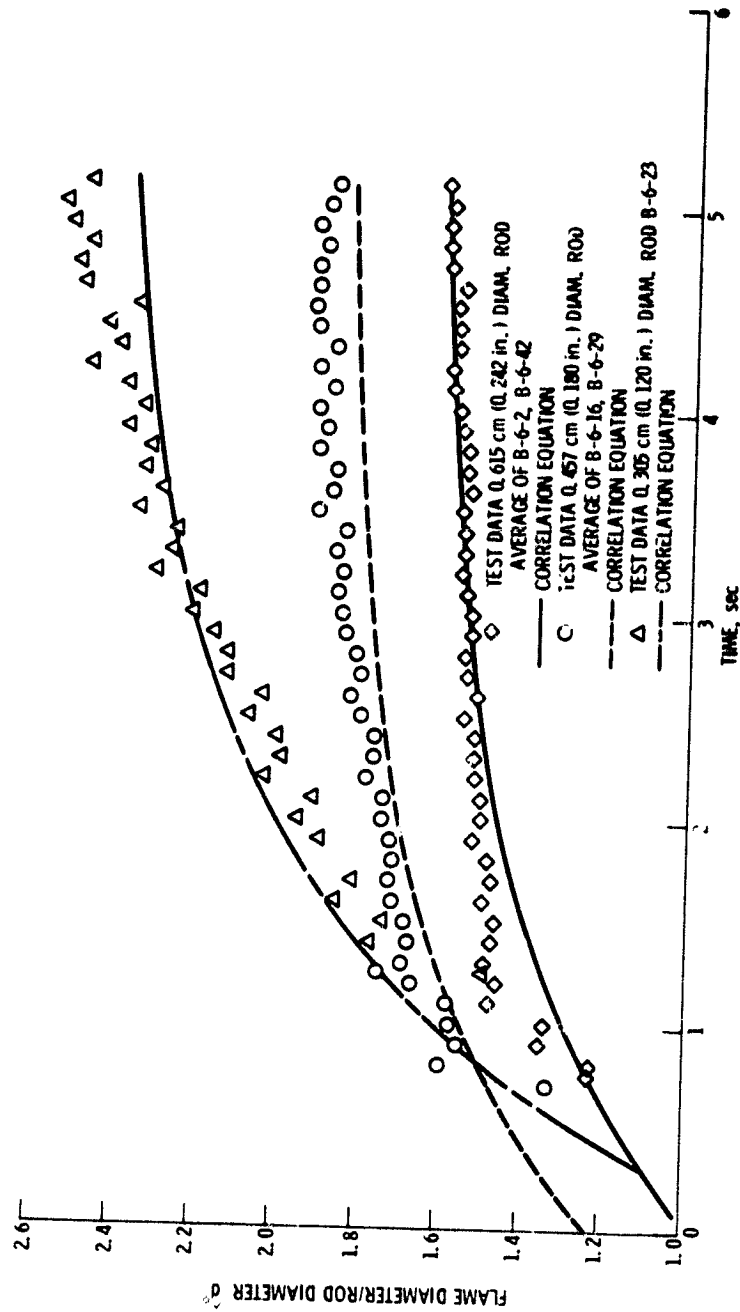 2.6
2.4
2.2
2.0
1.8
1.6
1.4
1.2
1.0
FLAME DIAMETER/ROD DIAMETER d
0
1
2
3
4
5
6
TIME, sec
TEST DATA 0.615 cm (0.242 in.) DIAM. ROD
AVERAGE OF B-6-2, B-6-42
CORRELATION EQUATION
TEST DATA 0.457 cm (0.180 in.) DIAM. ROD
AVERAGE OF B-6-16, B-6-29
CORRELATION EQUATION
TEST DATA 0.305 cm (0.120 in.) DIAM. ROD B-6-23
CORRELATION EQUATION